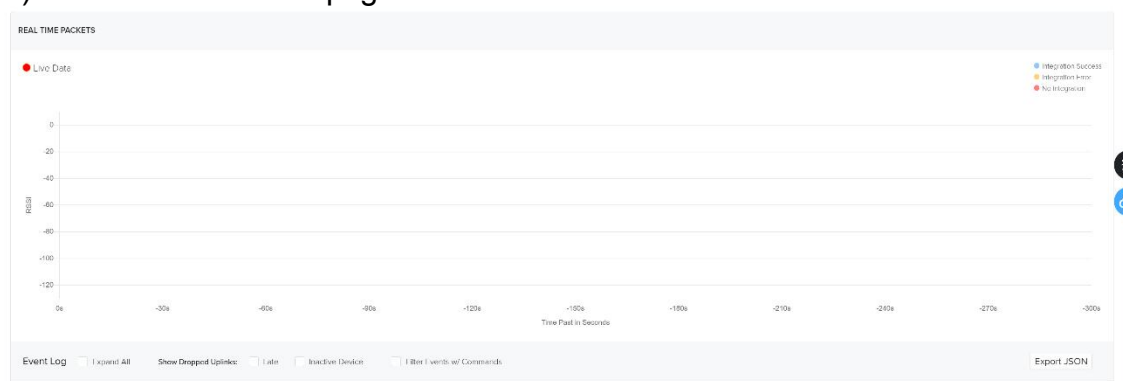 REAL TIME PACKETS
Live Data
Integration Success
Integration Error
No Integration
0
-20
-40
-60
-80
-100
-120
RSSI
0s -30s -60s -90s -120s -150s -180s -210s -240s -270s -300s
Time Past in Seconds
Event Log Expand All Show Dropped Uplinks: Late Inactive Device Filter Events w/ Commands Export JSON